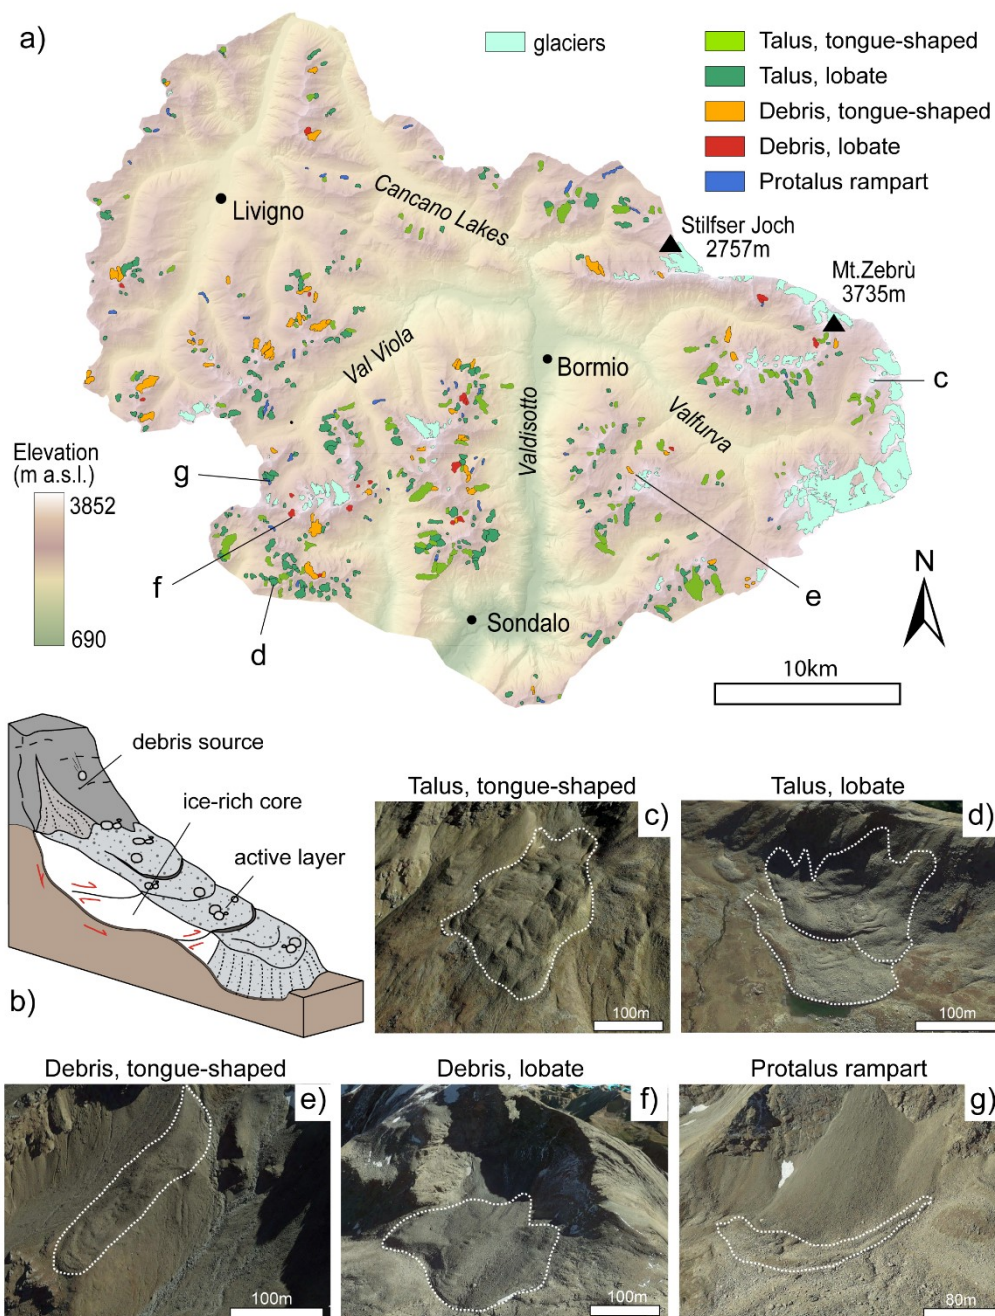 a)
glaciers
Talus, tongue-shaped
Talus, lobate
Debris, tongue-shaped
Debris, lobate
Protalus rampart
Livigno
Cancano Lakes
Stilfser Joch
2757m
Mt.Zebrù
3735m
Val Viola
Bormio
Valdisotto
Valfurva
c
Elevation
(m a.s.l.)
3852
690
g
f
d
e
Sondalo
N
10km
b)
debris source
ice-rich core
active layer
Talus, tongue-shaped
c)
100m
Talus, lobate
d)
100m
Debris, tongue-shaped
e)
100m
Debris, lobate
f)
100m
Protalus rampart
g)
80m